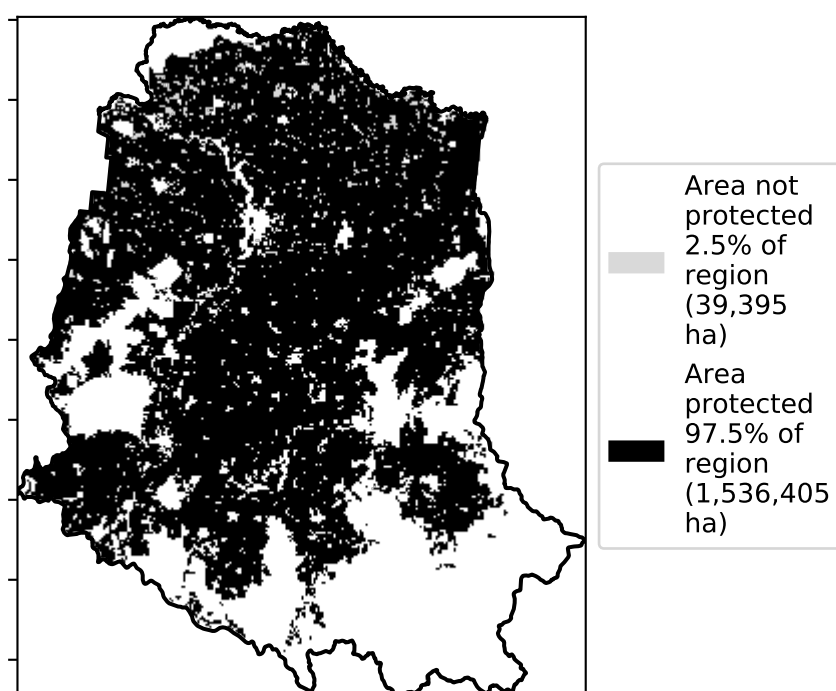 Area not
protected
2.5% of
region
(39,395
ha)
Area
protected
97.5% of
region
(1,536,405
ha)